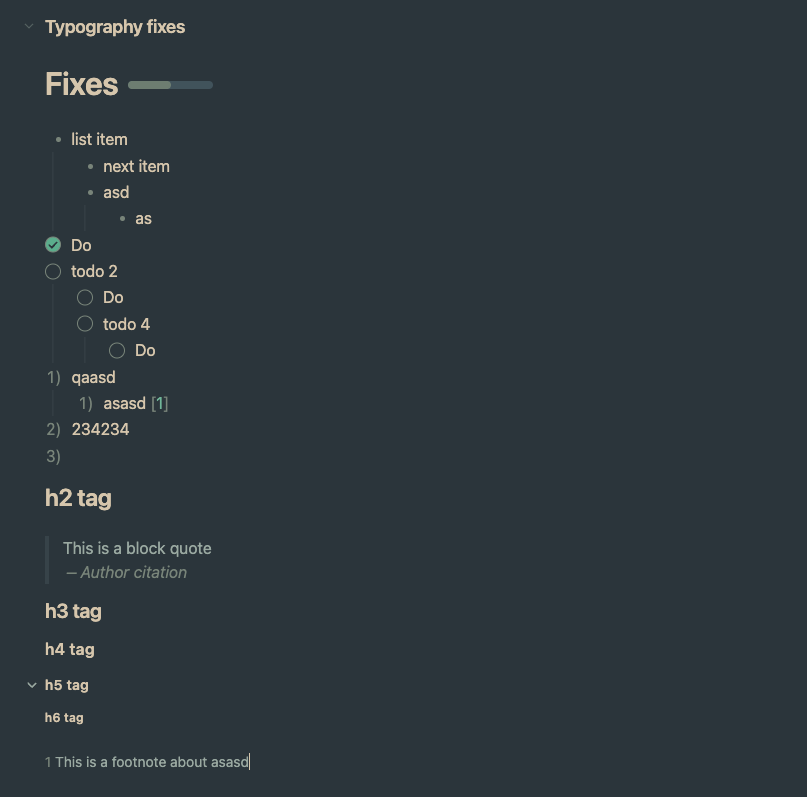 Typography fixes
Fixes
list item
next item
asd
as
Do
todo 2
Do
todo 4
Do
1) qaasd
1) asasd [1]
2) 234234
3)
h2 tag
This is a block quote
– Author citation
h3 tag
h4 tag
h5 tag
h6 tag
1 This is a footnote about asasd